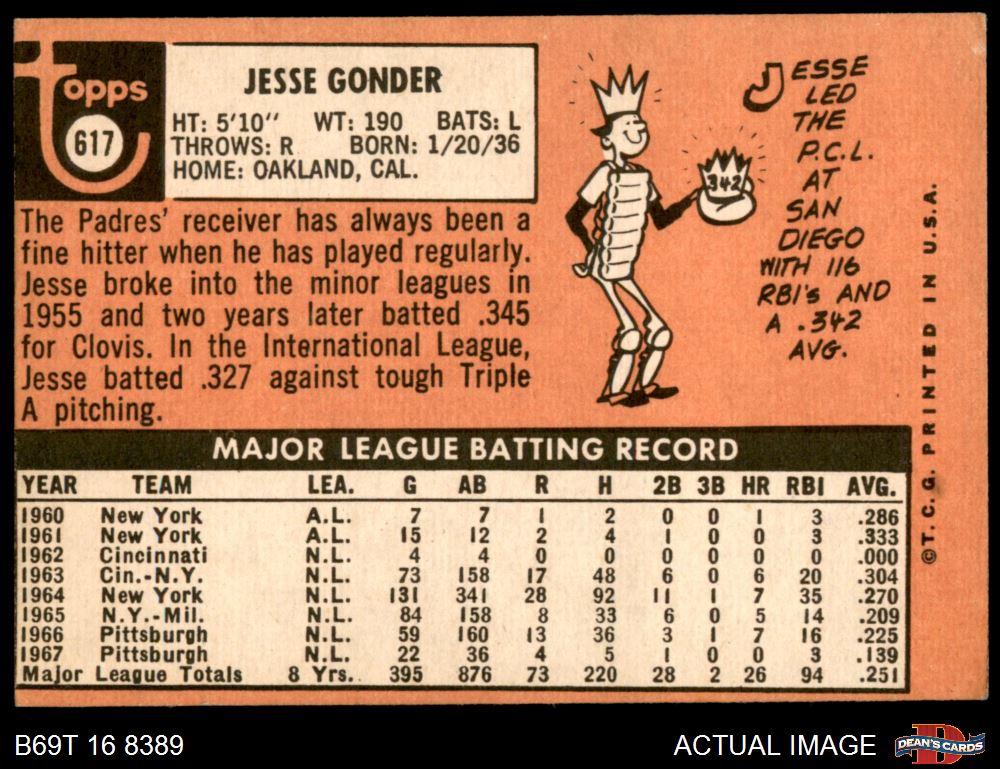 Topps
617
JESSE GONDER
HT: 5'10" WT: 190 BATS: L
THROWS: R BORN: 1/20/36
HOME: OAKLAND, CAL.
The Padres' receiver has always been a
fine hitter when he has played regularly.
Jesse broke into the minor leagues in
1955 and two years later batted .345
for Clovis. In the International League,
Jesse batted .327 against tough Triple
A pitching.
342
JESSE
LED
THE
P.C.L.
AT
SAN
DIEGO
WITH 116
RBI's AND
A .342
AVG.
MAJOR LEAGUE BATTING RECORD
YEAR TEAM LEA. G AB R H 2B 3B HR RBI AVG.
1960 New York A.L. 7 7 1 2 0 0 1 3 .286
1961 New York A.L. 15 12 2 4 1 0 0 3 .333
1962 Cincinnati N.L. 4 4 0 0 0 0 0 0 .000
1963 Cin.-N.Y. N.L. 73 158 17 48 6 0 6 20 .304
1964 New York N.L. 131 341 28 92 11 1 7 35 .270
1965 N.Y.-Mil. N.L. 84 158 8 33 6 0 5 14 .209
1966 Pittsburgh N.L. 59 160 13 36 3 1 7 16 .225
1967 Pittsburgh N.L. 22 36 4 5 1 0 0 3 .139
Major League Totals 8 Yrs. 395 876 73 220 28 2 26 94 .251
©T.C.G. PRINTED IN U.S.A.
B69T 16 8389
ACTUAL IMAGE
D
DEAN'S CARDS